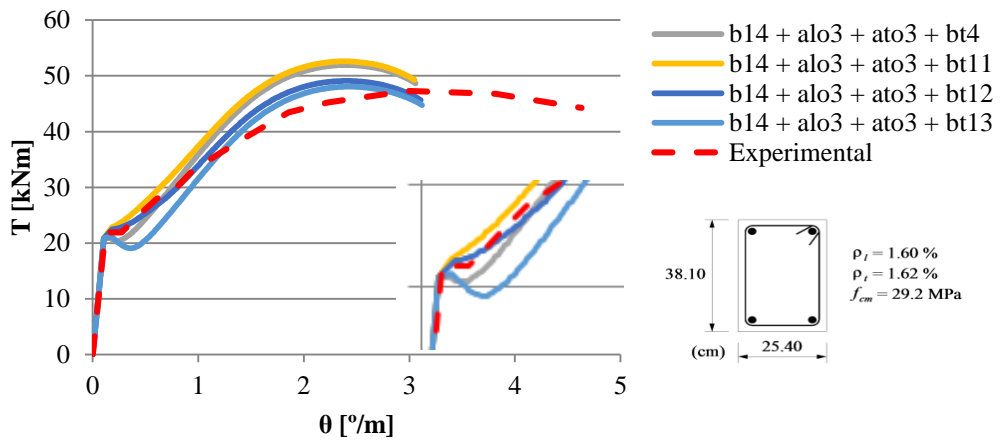 60
50
40
30
20
10
0
T [kNm]
0 1 2 3 4 5
θ [º/m]
b14 + alo3 + ato3 + bt4
b14 + alo3 + ato3 + bt11
b14 + alo3 + ato3 + bt12
b14 + alo3 + ato3 + bt13
Experimental
38.10
(cm)
25.40
ρl = 1.60 %
ρt = 1.62 %
fcm = 29.2 MPa